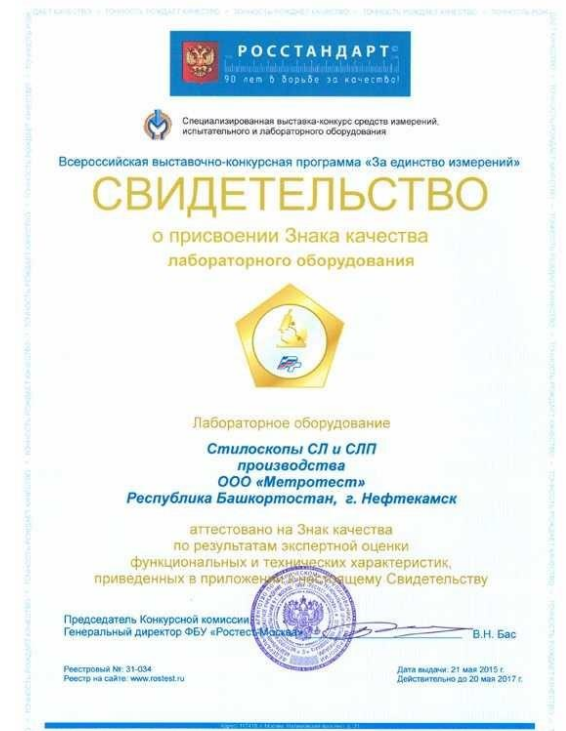 РОССТАНДАРТ
90 лет в борьбе за качество!
Специализированная выставка-конкурс средств измерений,
испытательного и лабораторного оборудования
Всероссийская выставочно-конкурсная программа «За единство измерений»
СВИДЕТЕЛЬСТВО
о присвоении Знака качества
лабораторного оборудования
Лабораторное оборудование
Стилоскопы СЛ и СЛП
производства
ООО «Метротест»
Республика Башкортостан, г. Нефтекамск
аттестовано на Знак качества
по результатам экспертной оценки
функциональных и технических характеристик,
приведенных в приложении к настоящему Свидетельству
Председатель Конкурсной комиссии,
Генеральный директор ФБУ «Ростест-Москва»
В.Н. Бас
Реестровый №: 31-034
Реестр на сайте: www.rostest.ru
Дата выдачи: 21 мая 2015 г.
Действительно до 20 мая 2017 г.